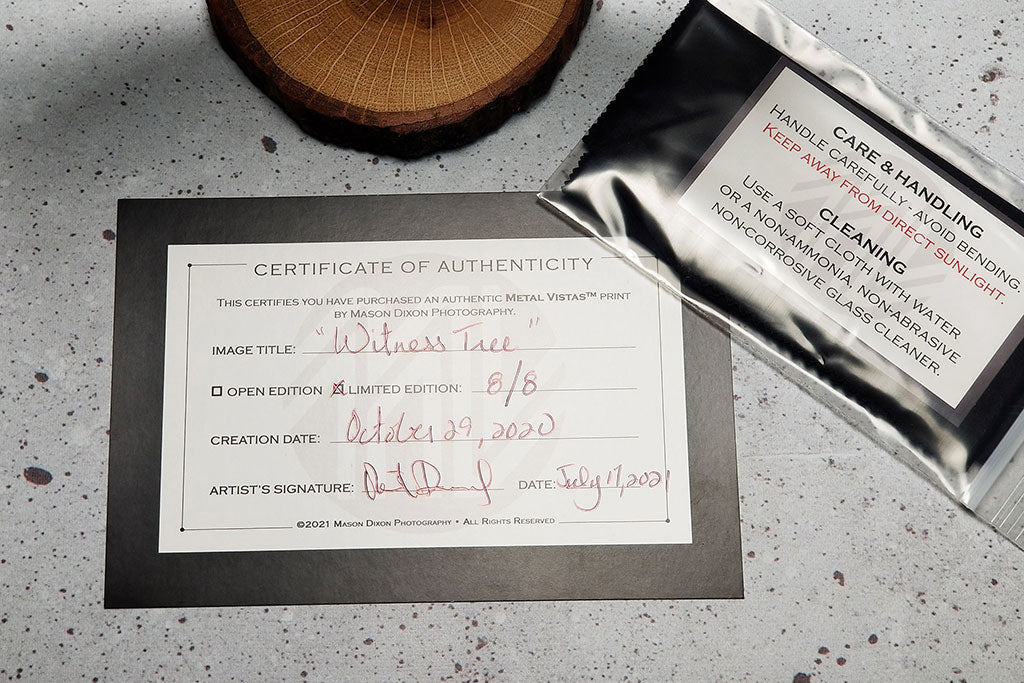 CERTIFICATE OF AUTHENTICITY
THIS CERTIFIES YOU HAVE PURCHASED AN AUTHENTIC METAL VISTAS™ PRINT
BY MASON DIXON PHOTOGRAPHY.
IMAGE TITLE: "Witness Tree"
OPEN EDITION LIMITED EDITION: 8/8
CREATION DATE: October 29, 2020
ARTIST'S SIGNATURE: DATE: July 17, 2021
©2021 MASON DIXON PHOTOGRAPHY • ALL RIGHTS RESERVED
CARE & HANDLING
HANDLE CAREFULLY - AVOID BENDING.
KEEP AWAY FROM DIRECT SUNLIGHT.
CLEANING
USE A SOFT CLOTH WITH WATER
OR A NON-AMMONIA, NON-ABRASIVE
NON-CORROSIVE GLASS CLEANER.